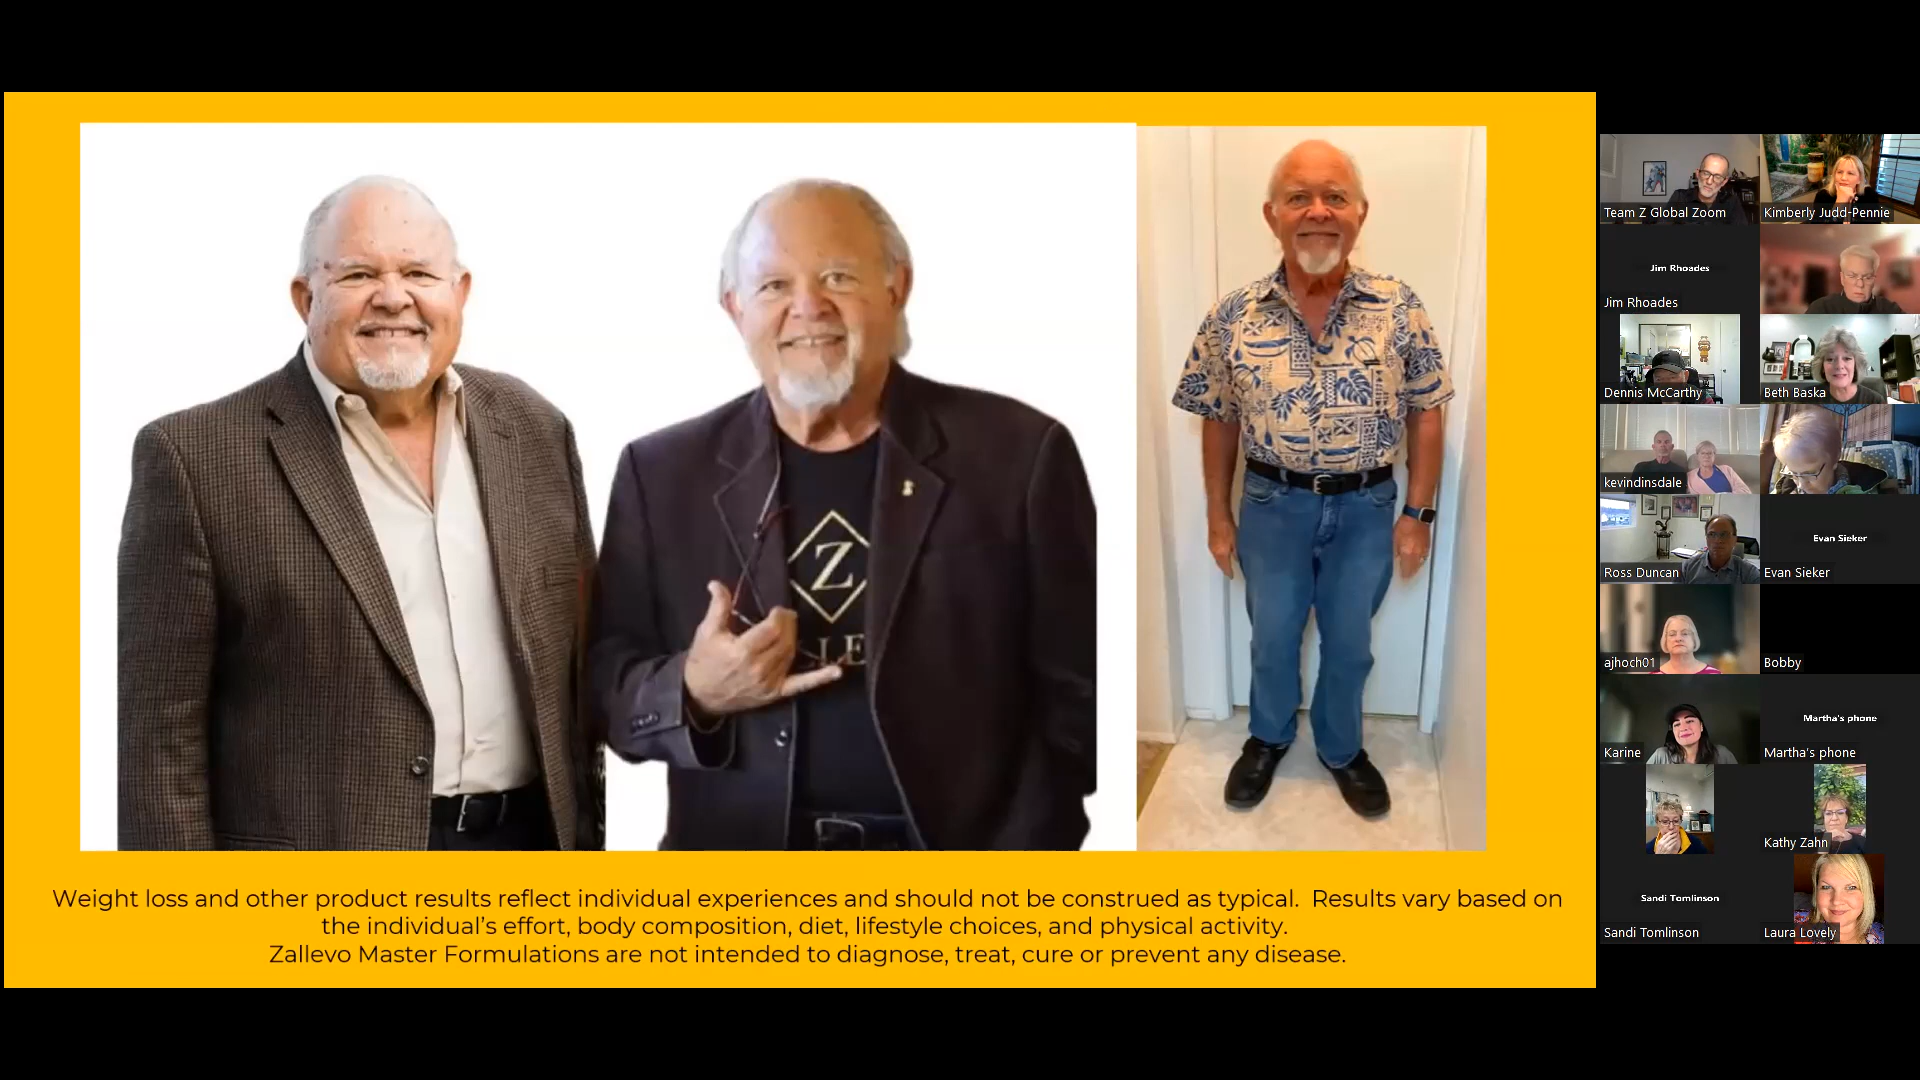 Z
LE
Weight loss and other product results reflect individual experiences and should not be construed as typical.  Results vary based on
the individual’s effort, body composition, diet, lifestyle choices, and physical activity.
Zallevo Master Formulations are not intended to diagnose, treat, cure or prevent any disease.
Team Z Global Zoom
Kimberly Judd-Pennie
Jim Rhoades
Jim Rhoades
Dennis McCarthy
Beth Baska
kevindinsdale
Ross Duncan
Evan Sieker
Evan Sieker
ajhoch01
Bobby
Karine
Martha's phone
Martha's phone
Kathy Zahn
Sandi Tomlinson
Sandi Tomlinson
Laura Lovely